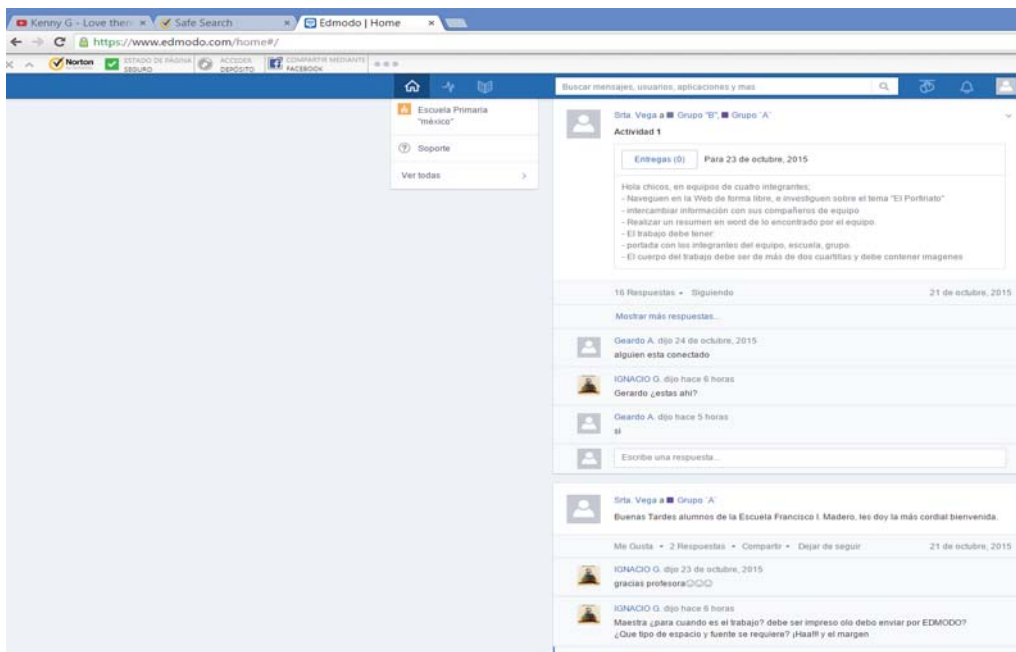 Kenny G - Love them
Safe Search
Edmodo | Home
https://www.edmodo.com/home#/
Norton
ESTADO DE PÁGINA
SEGURO
ACCEDER
DEPÓSITO
COMPARTIR MEDIANTE
FACEBOOK
Buscar mensajes, usuarios, aplicaciones y mas
Escuela Primaria
"méxico"
Soporte
Ver todas
Srta. Vega a Grupo "B", Grupo ¨A¨
Actividad 1
Entregas (0) Para 23 de octubre, 2015
Hola chicos, en equipos de cuatro integrantes;
- Naveguen en la Web de forma libre, e investiguen sobre el tema "El Porfiriato"
- intercambiar información con sus compañeros de equipo
- Realizar un resumen en word de lo encontrado por el equipo.
- El trabajo debe tener:
- portada con los integrantes del equipo, escuela, grupo.
- El cuerpo del trabajo debe ser de más de dos cuartillas y debe contener imagenes
16 Respuestas • Siguiendo 21 de octubre, 2015
Mostrar más respuestas...
Geardo A. dijo 24 de octubre, 2015
alguien esta conectado
IGNACIO G. dijo hace 6 horas
Gerardo ¿estas ahi?
Geardo A. dijo hace 5 horas
si
Escribe una respuesta...
Srta. Vega a Grupo ¨A¨
Buenas Tardes alumnos de la Escuela Francisco I. Madero, les doy la más cordial bienvenida.
Me Gusta • 2 Respuestas • Compartir • Dejar de seguir 21 de octubre, 2015
IGNACIO G. dijo 23 de octubre, 2015
gracias profesora☺☺☺
IGNACIO G. dijo hace 6 horas
Maestra ¿para cuando es el trabajo? debe ser impreso olo debo enviar por EDMODO?
¿Que tipo de espacio y fuente se requiere? ¡Haa!!! y el margen